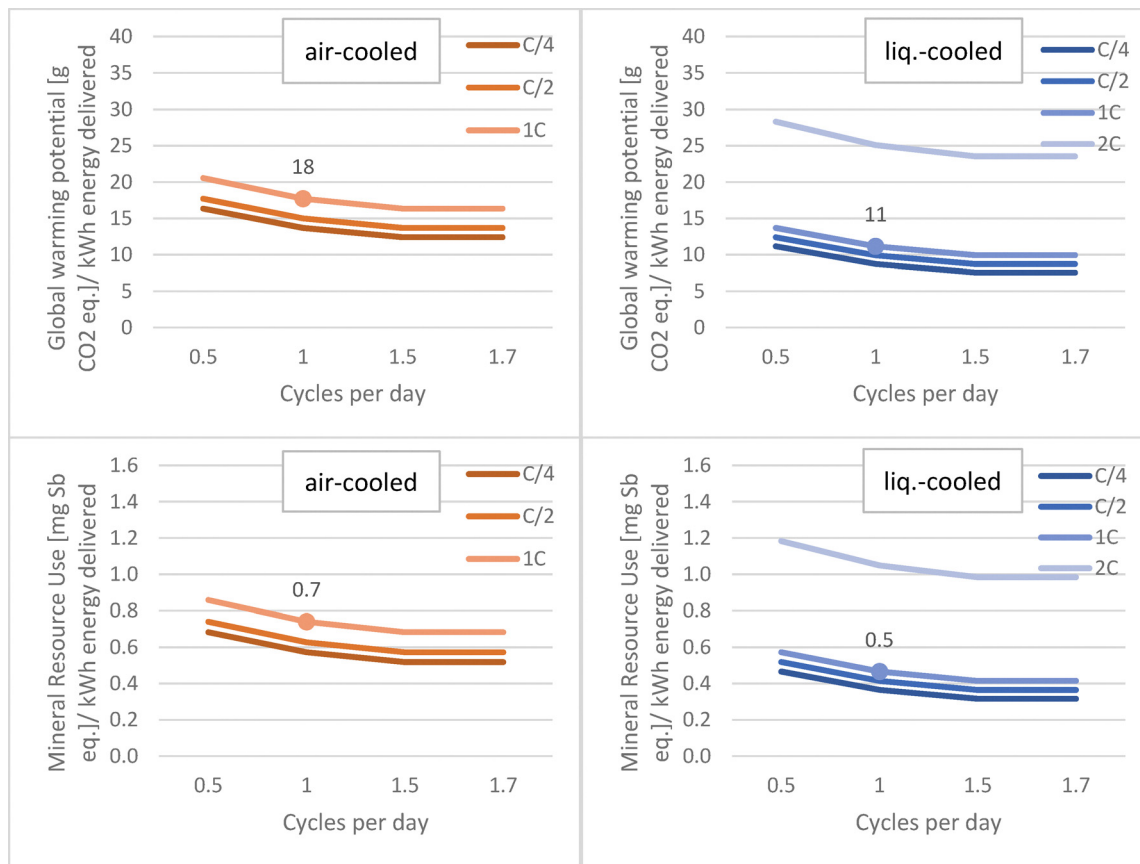 Global warming potential [g
CO2 eq.]/ kWh energy delivered
40
35
30
25
20
15
10
5
0
air-cooled
C/4
C/2
1C
18
0.5 1 1.5 1.7
Cycles per day
Global warming potential [g
CO2 eq.]/ kWh energy delivered
40
35
30
25
20
15
10
5
0
liq.-cooled
C/4
C/2
1C
2C
11
0.5 1 1.5 1.7
Cycles per day
Mineral Resource Use [mg Sb
eq.]/ kWh energy delivered
1.6
1.4
1.2
1.0
0.8
0.6
0.4
0.2
0.0
air-cooled
C/4
C/2
1C
0.7
0.5 1 1.5 1.7
Cycles per day
Mineral Resource Use [mg Sb
eq.]/ kWh energy delivered
1.6
1.4
1.2
1.0
0.8
0.6
0.4
0.2
0.0
liq.-cooled
C/4
C/2
1C
2C
0.5
0.5 1 1.5 1.7
Cycles per day